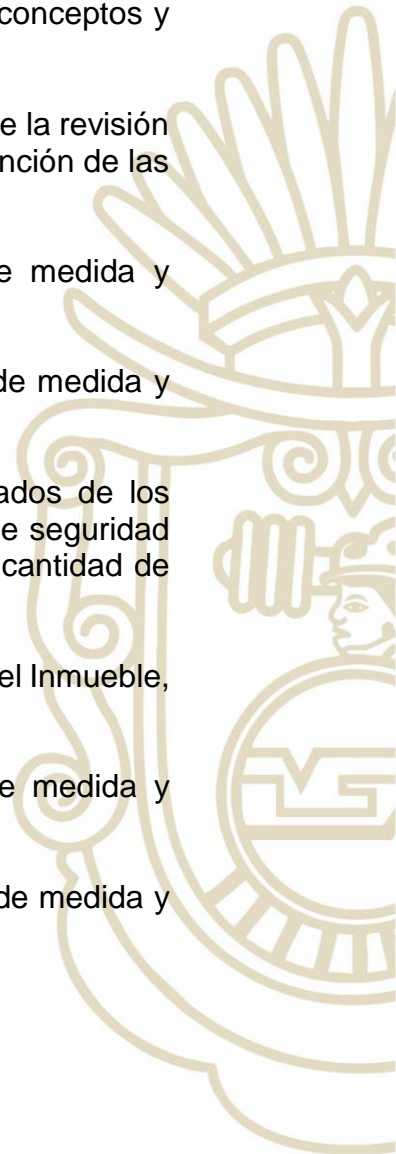 conceptos y
e la revisión
nción de las
e medida y
de medida y
ados de los
e seguridad
cantidad de
el Inmueble,
e medida y
de medida y